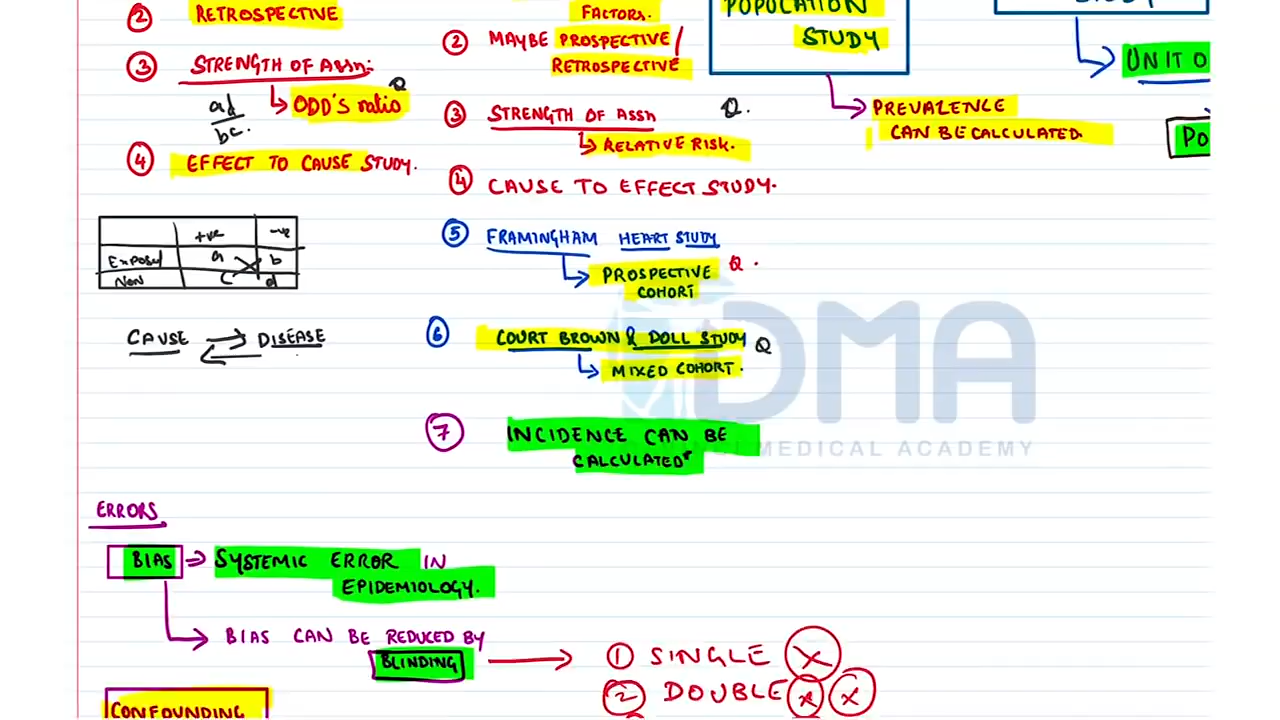 ② RETROSPECTIVE
③ STRENGTH OF ASSN:
ODD'S ratio Q
ad
bc.
④ EFFECT TO CAUSE STUDY.
+ve -ve
Exposed a b
Non c d
CAUSE DISEASE
FACTORS.
② MAYBE PROSPECTIVE/
RETROSPECTIVE
③ STRENGTH OF ASSN Q.
RELATIVE RISK.
④ CAUSE TO EFFECT STUDY.
⑤ FRAMINGHAM HEART STUDY
PROSPECTIVE Q.
COHORT
⑥ COURT BROWN & DOLL STUDY Q
MIXED COHORT.
⑦ INCIDENCE CAN BE
CALCULATED
POPOCATION
STUDY
PREVALENCE
CAN BE CALCULATED.
UNIT O
PO
DMA
MEDICAL ACADEMY
ERRORS
BIAS ⇒ SYSTEMIC ERROR IN
EPIDEMIOLOGY.
BIAS CAN BE REDUCED BY
BLINDING
① SINGLE X
② DOUBLE X X
CONFOUNDING